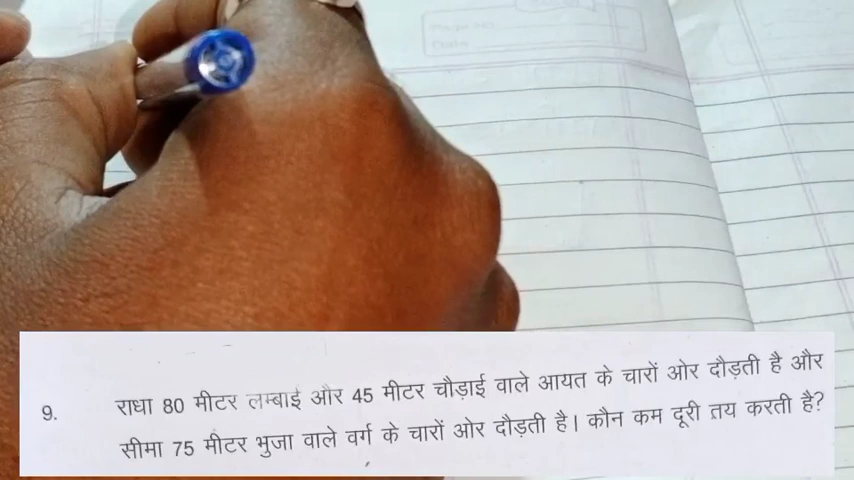 9. राधा 80 मीटर लम्बाई और 45 मीटर चौड़ाई वाले आयत के चारों ओर दौड़ती है और
सीमा 75 मीटर भुजा वाले वर्ग के चारों ओर दौड़ती है। कौन कम दूरी तय करती है?